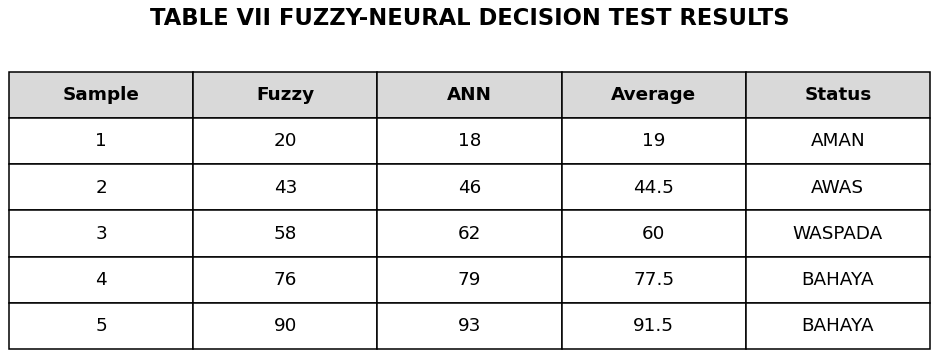 TABLE VII FUZZY-NEURAL DECISION TEST RESULTS
Sample Fuzzy ANN Average Status
1 20 18 19 AMAN
2 43 46 44.5 AWAS
3 58 62 60 WASPADA
4 76 79 77.5 BAHAYA
5 90 93 91.5 BAHAYA